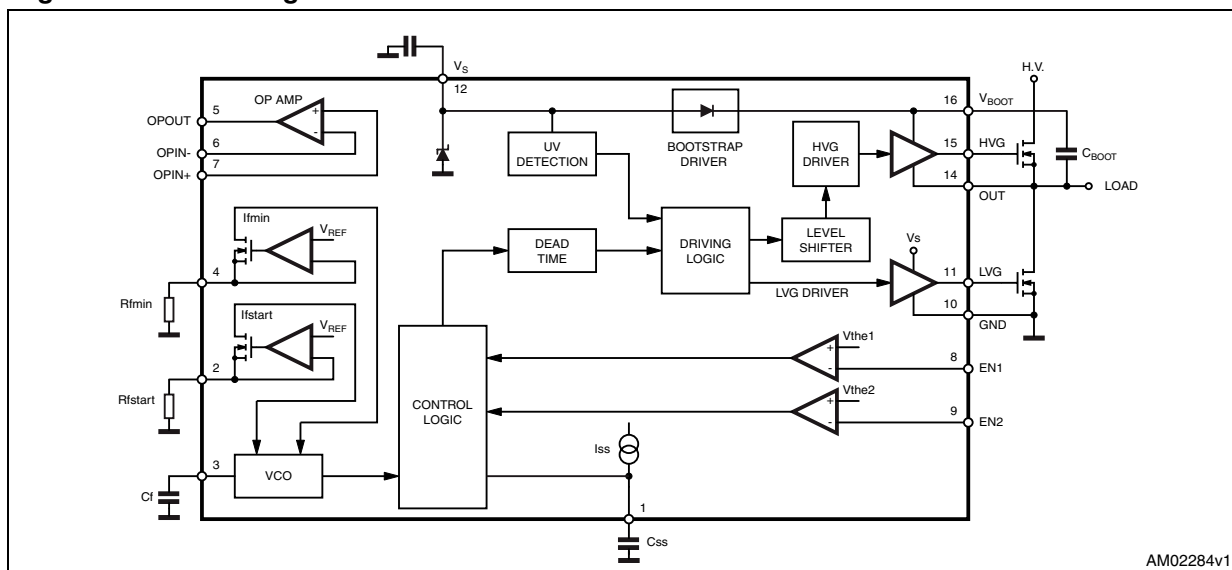 V_S
12
H.V.
OP AMP
5
OPOUT
6
OPIN-
7
OPIN+
UV
DETECTION
BOOTSTRAP
DRIVER
HVG
DRIVER
16
V_BOOT
15
HVG
C_BOOT
14
OUT
LOAD
Ifmin
V_REF
4
Rfmin
DEAD
TIME
DRIVING
LOGIC
LEVEL
SHIFTER
Vs
11
LVG
LVG DRIVER
10
GND
Ifstart
V_REF
2
Rfstart
CONTROL
LOGIC
Vthe1
8
EN1
Vthe2
9
EN2
Iss
3
VCO
Cf
1
Css
AM02284v1